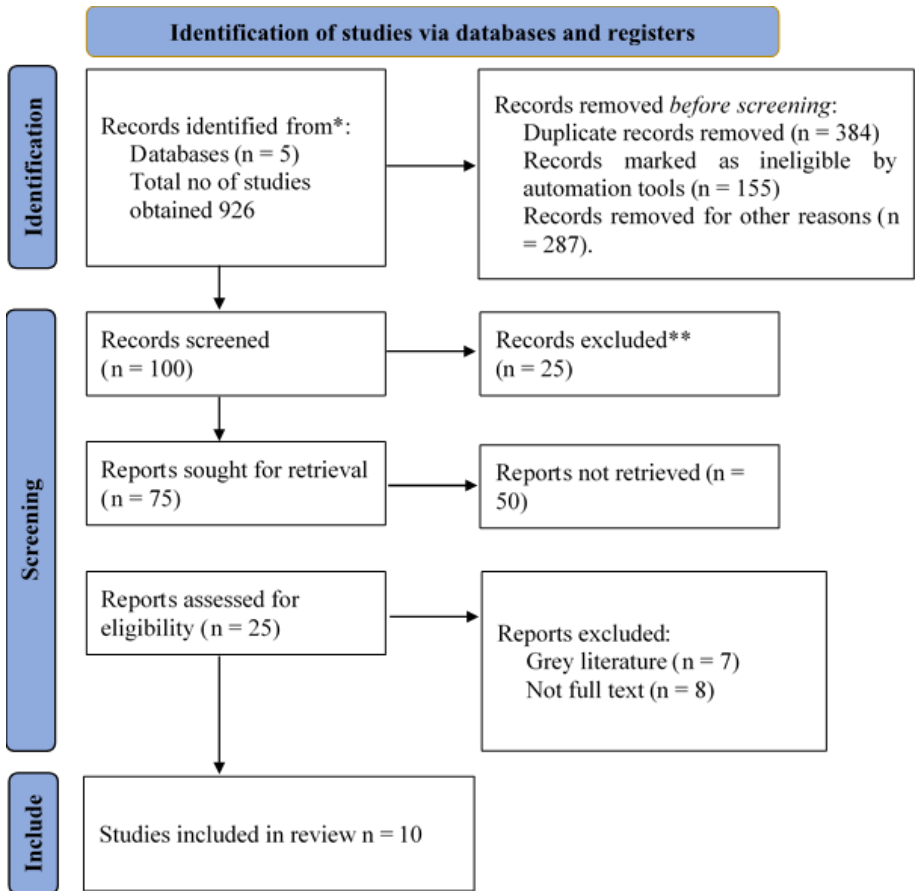 Identification of studies via databases and registers
Identification
Records identified from*:
Databases (n = 5)
Total no of studies
obtained 926
Records removed before screening:
Duplicate records removed (n = 384)
Records marked as ineligible by
automation tools (n = 155)
Records removed for other reasons (n
= 287).
Screening
Records screened
(n = 100)
Records excluded**
(n = 25)
Reports sought for retrieval
(n = 75)
Reports not retrieved (n =
50)
Reports assessed for
eligibility (n = 25)
Reports excluded:
Grey literature (n = 7)
Not full text (n = 8)
Include
Studies included in review n = 10